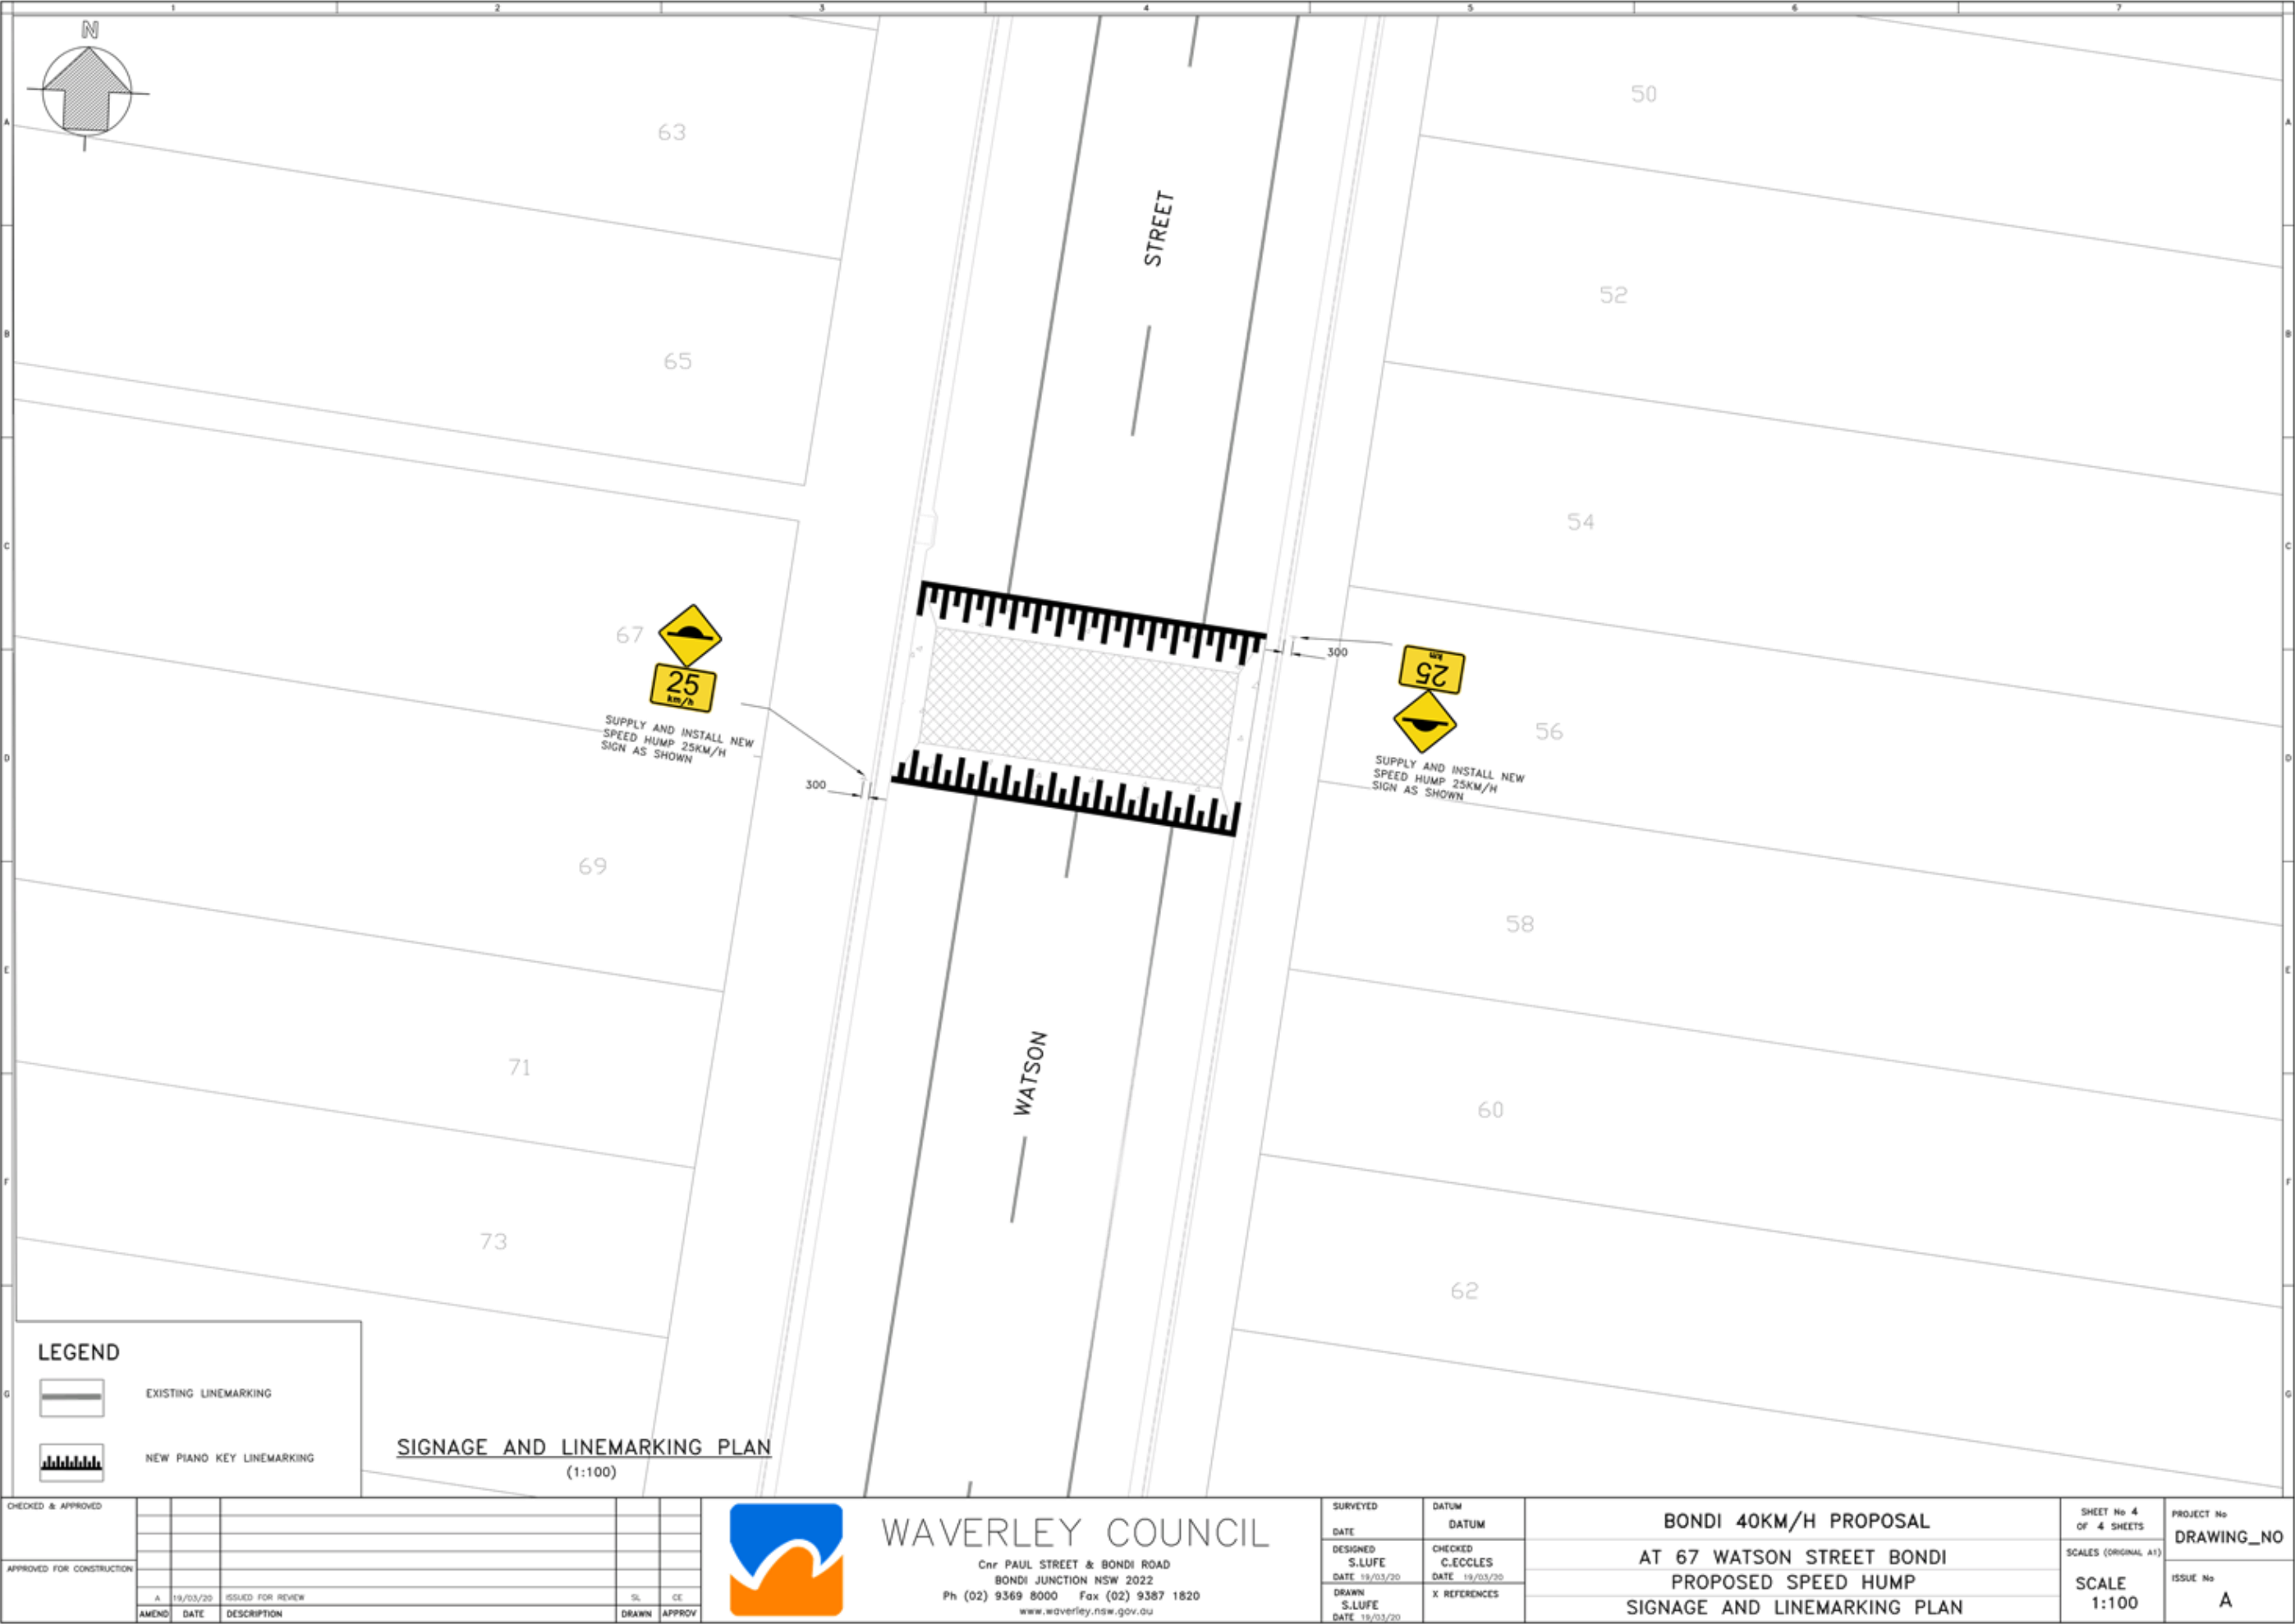 1 2 3 4 5 6 7
N
A
A
B
B
C
C
D
D
E
E
F
F
G
G
63
65
67
69
71
73
50
52
54
56
58
60
62
STREET
WATSON
25
km/h
SUPPLY AND INSTALL NEW
SPEED HUMP 25KM/H
SIGN AS SHOWN
300
300
25
km
SUPPLY AND INSTALL NEW
SPEED HUMP 25KM/H
SIGN AS SHOWN
LEGEND
EXISTING LINEMARKING
NEW PIANO KEY LINEMARKING
SIGNAGE AND LINEMARKING PLAN
(1:100)
CHECKED & APPROVED
APPROVED FOR CONSTRUCTION
A 19/03/20 ISSUED FOR REVIEW SL CE
AMEND DATE DESCRIPTION DRAWN APPROV
WAVERLEY COUNCIL
Cnr PAUL STREET & BONDI ROAD
BONDI JUNCTION NSW 2022
Ph (02) 9369 8000 Fax (02) 9387 1820
www.waverley.nsw.gov.au
SURVEYED
DATE
DESIGNED
S.LUFE
DATE 19/03/20
DRAWN
S.LUFE
DATE 19/03/20
DATUM
DATUM
CHECKED
C.ECCLES
DATE 19/03/20
X REFERENCES
BONDI 40KM/H PROPOSAL
AT 67 WATSON STREET BONDI
PROPOSED SPEED HUMP
SIGNAGE AND LINEMARKING PLAN
SHEET No 4
OF 4 SHEETS
SCALES (ORIGINAL A1)
SCALE
1:100
PROJECT No
DRAWING_NO
ISSUE No
A